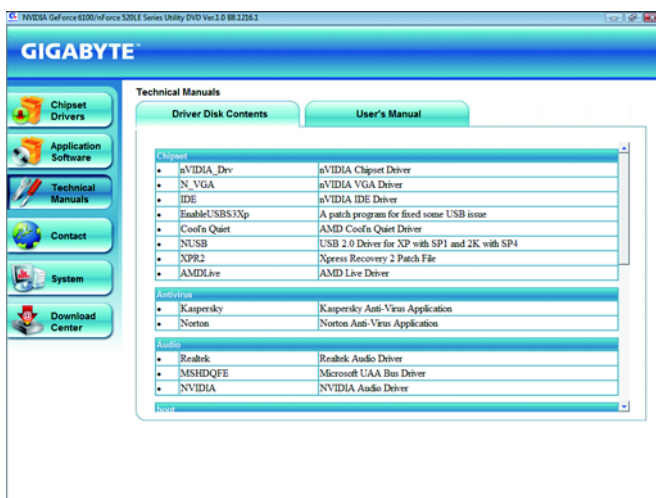 NVIDIA GeForce 6100/nForce 520LE Series Utility DVD Ver.1.0 B8.1216.1
GIGABYTE™
Chipset
Drivers
Application
Software
Technical
Manuals
Contact
System
Download
Center
Technical Manuals
Driver Disk Contents
User's Manual
Chipset
• nVIDIA_Drv nVIDIA Chipset Driver
• N_VGA nVIDIA VGA Driver
• IDE nVIDIA IDE Driver
• EnableUSBS3Xp A patch program for fixed some USB issue
• Cool'n Quiet AMD Cool'n Quiet Driver
• NUSB USB 2.0 Driver for XP with SP1 and 2K with SP4
• XPR2 Xpress Recovery 2 Patch File
• AMDLive AMD Live Driver
Antivirus
• Kaspersky Kaspersky Anti-Virus Application
• Norton Norton Anti-Virus Application
Audio
• Realtek Realtek Audio Driver
• MSHDQFE Microsoft UAA Bus Driver
• NVIDIA NVIDIA Audio Driver
boot